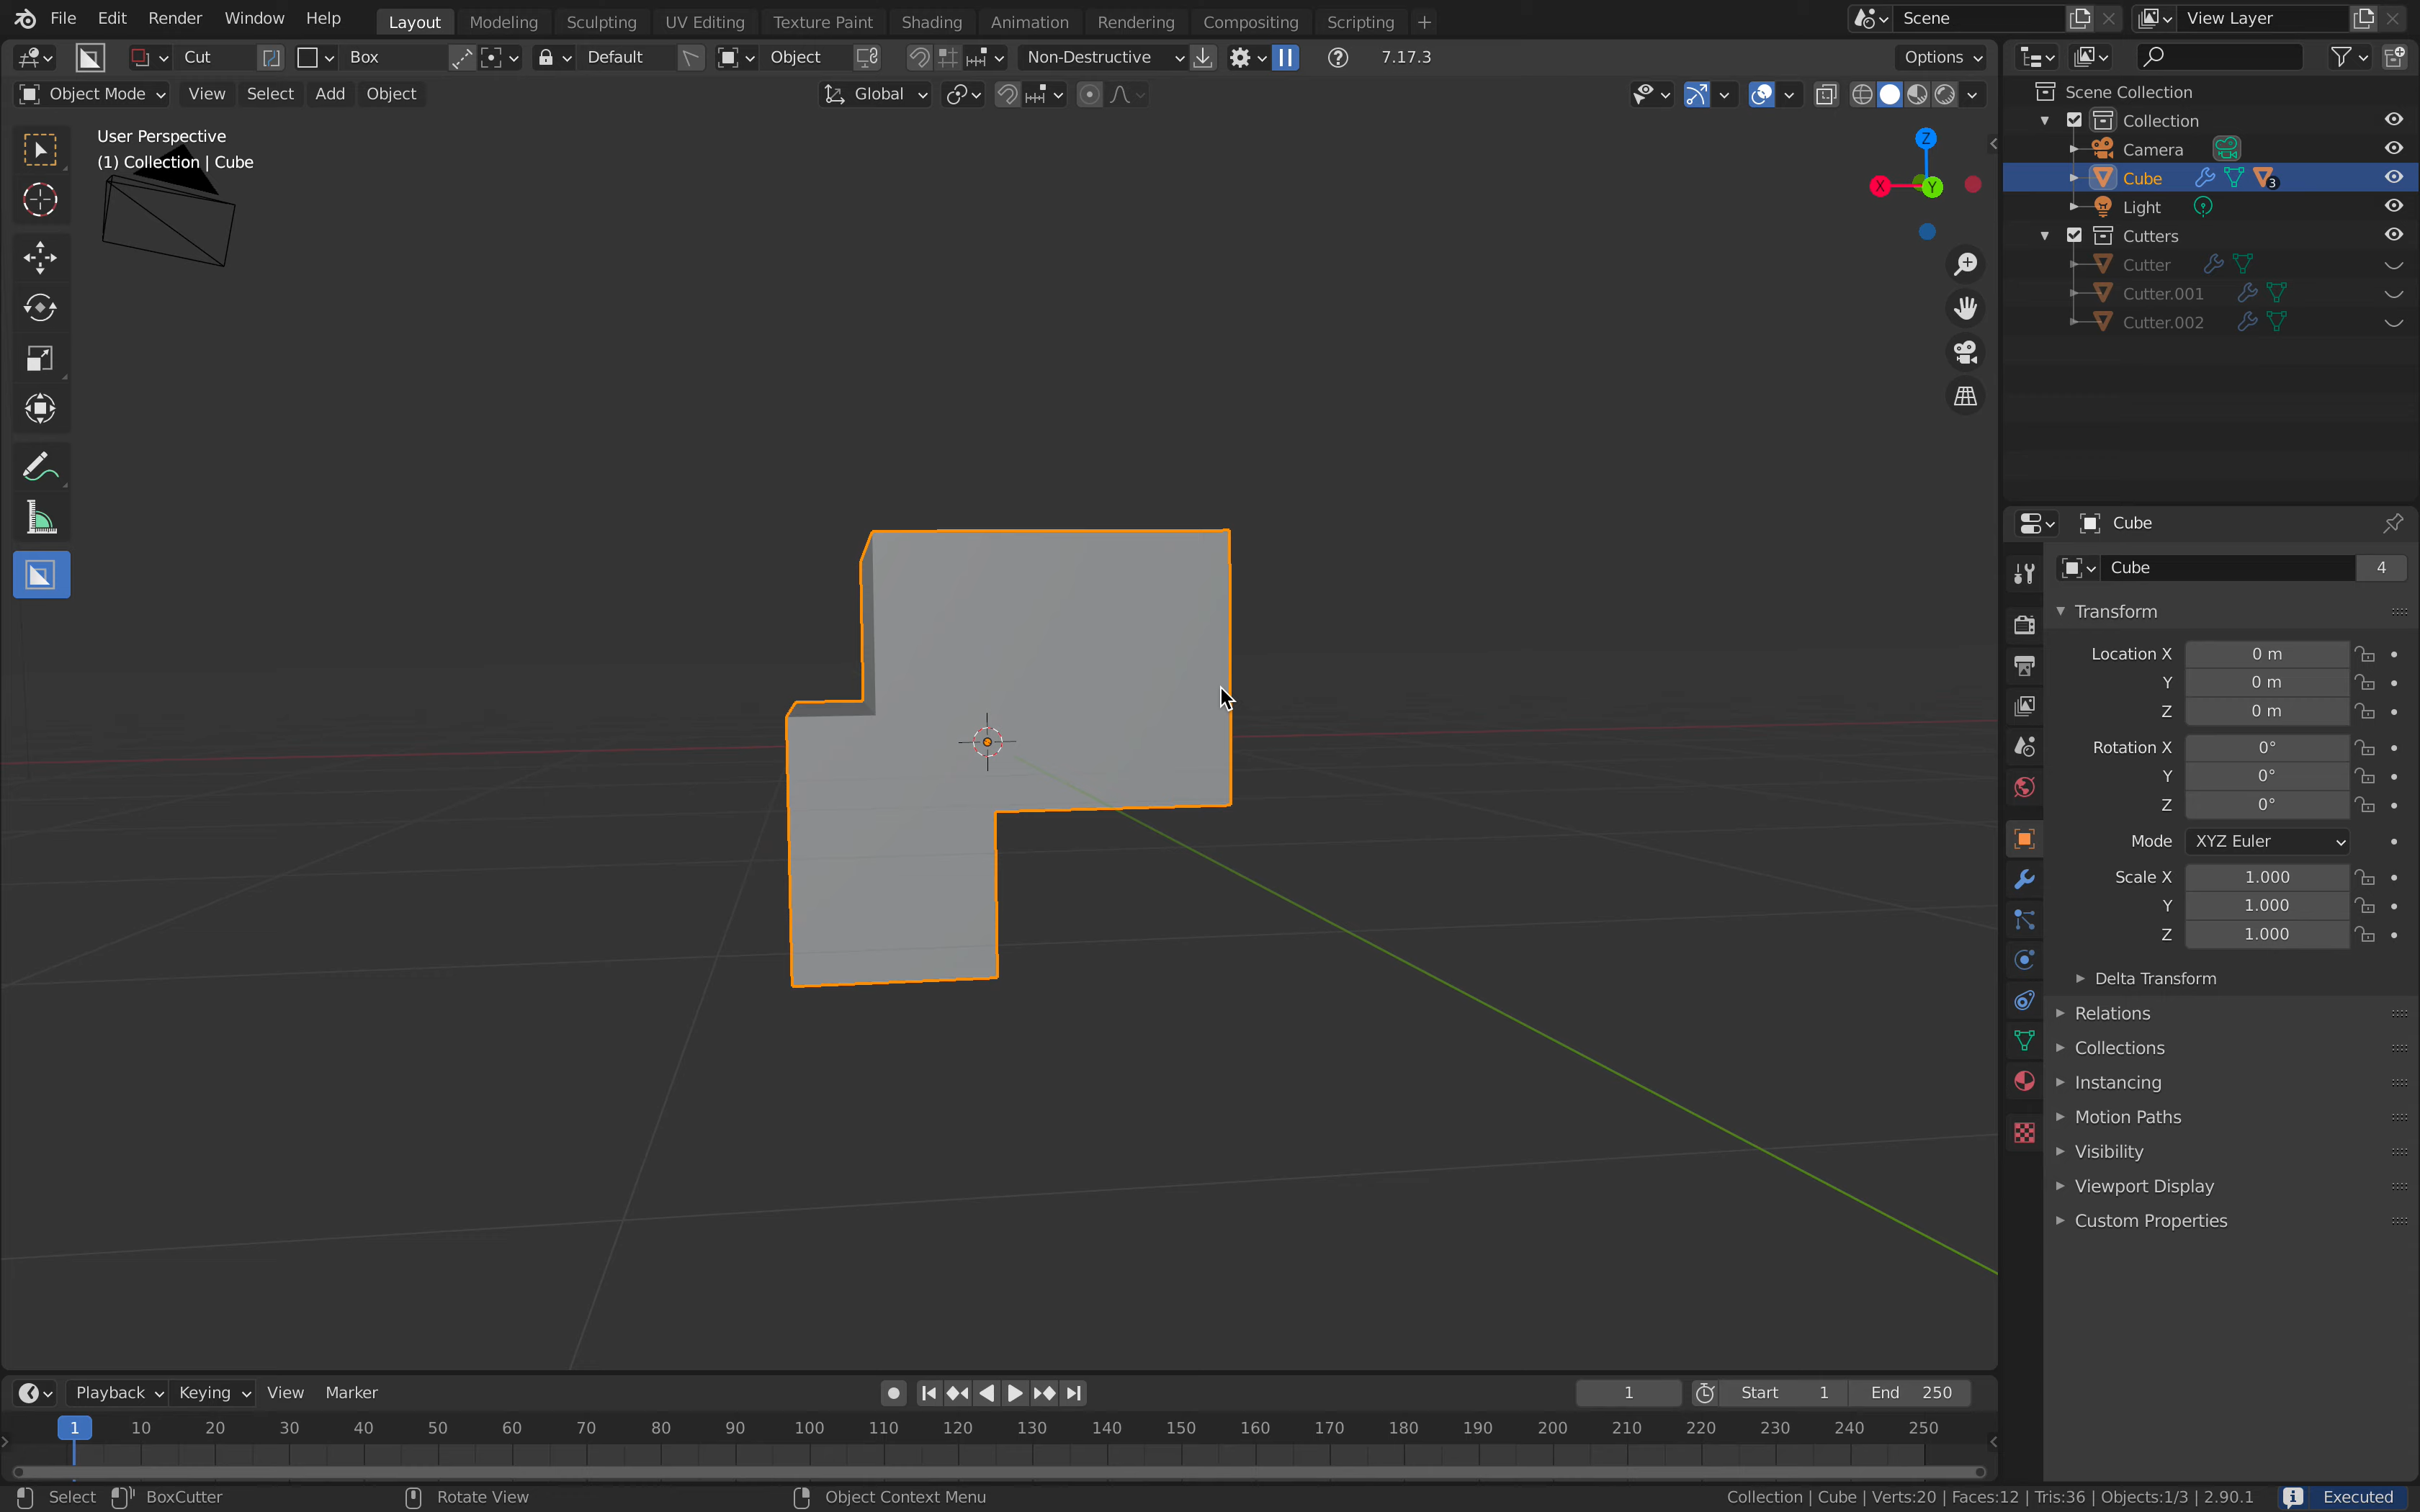 File Edit Render Window Help Layout Modeling Sculpting UV Editing Texture Paint Shading Animation Rendering Compositing Scripting + Scene View Layer
Cut Box Default Object Non-Destructive 7.17.3 Options
Object Mode View Select Add Object Global
User Perspective
(1) Collection | Cube
Z
X Y
Scene Collection
Collection
Camera
Cube 3
Light
Cutters
Cutter
Cutter.001
Cutter.002
Cube
Cube 4
Transform
Location X 0 m
Y 0 m
Z 0 m
Rotation X 0°
Y 0°
Z 0°
Mode XYZ Euler
Scale X 1.000
Y 1.000
Z 1.000
Delta Transform
Relations
Collections
Instancing
Motion Paths
Visibility
Viewport Display
Custom Properties
Playback Keying View Marker 1 Start 1 End 250
1 10 20 30 40 50 60 70 80 90 100 110 120 130 140 150 160 170 180 190 200 210 220 230 240 250
Select BoxCutter Rotate View Object Context Menu Collection | Cube | Verts:20 | Faces:12 | Tris:36 | Objects:1/3 | 2.90.1 Executed